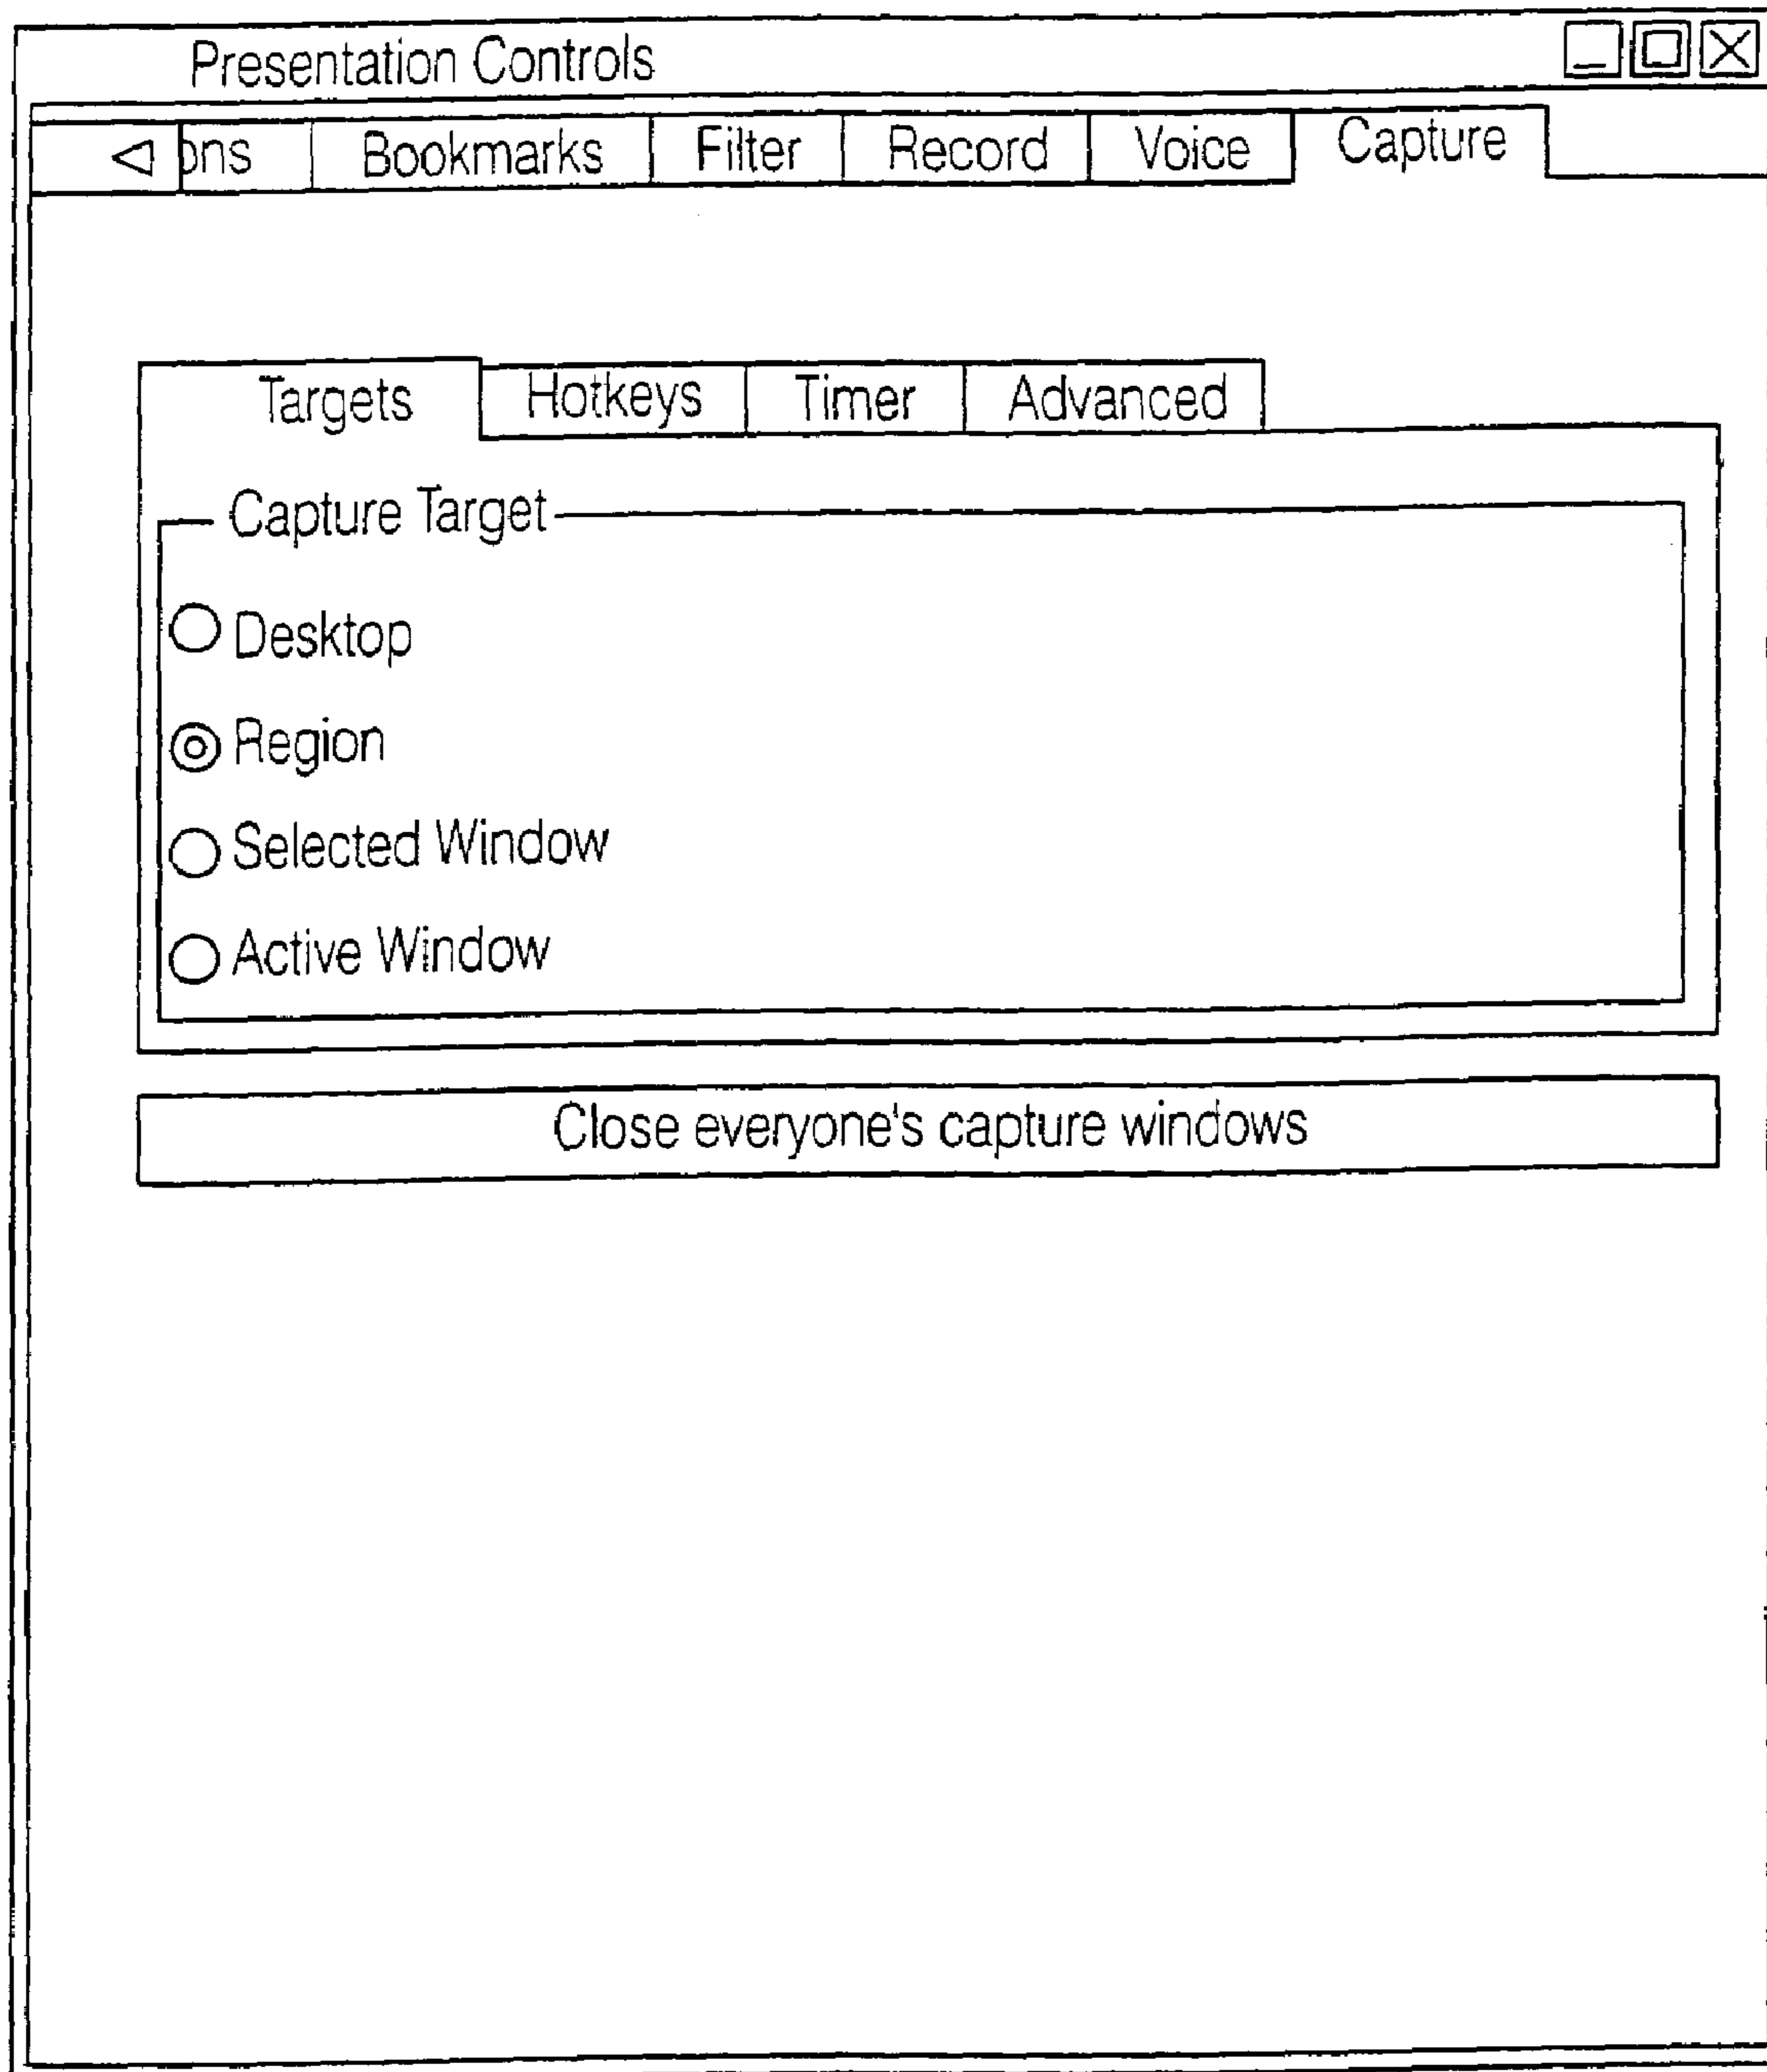 Presentation Controls
ons Bookmarks Filter Record Voice Capture
Targets Hotkeys Timer Advanced
Capture Target
Desktop
Region
Selected Window
Active Window
Close everyone's capture windows